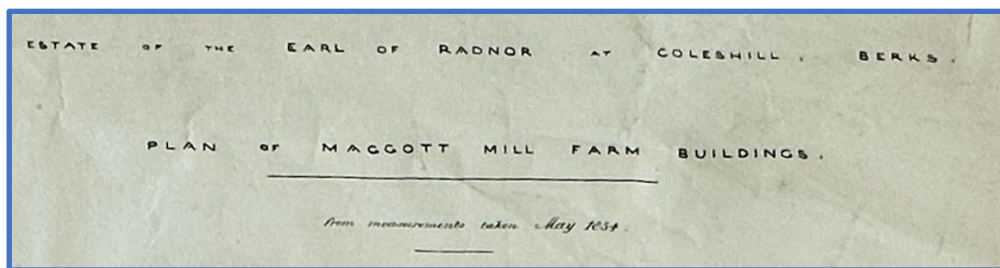 ESTATE OF THE EARL OF RADNOR AT COLESHILL, BERKS.
PLAN OF MAGGOTT MILL FARM BUILDINGS.
from measurements taken May 1854.